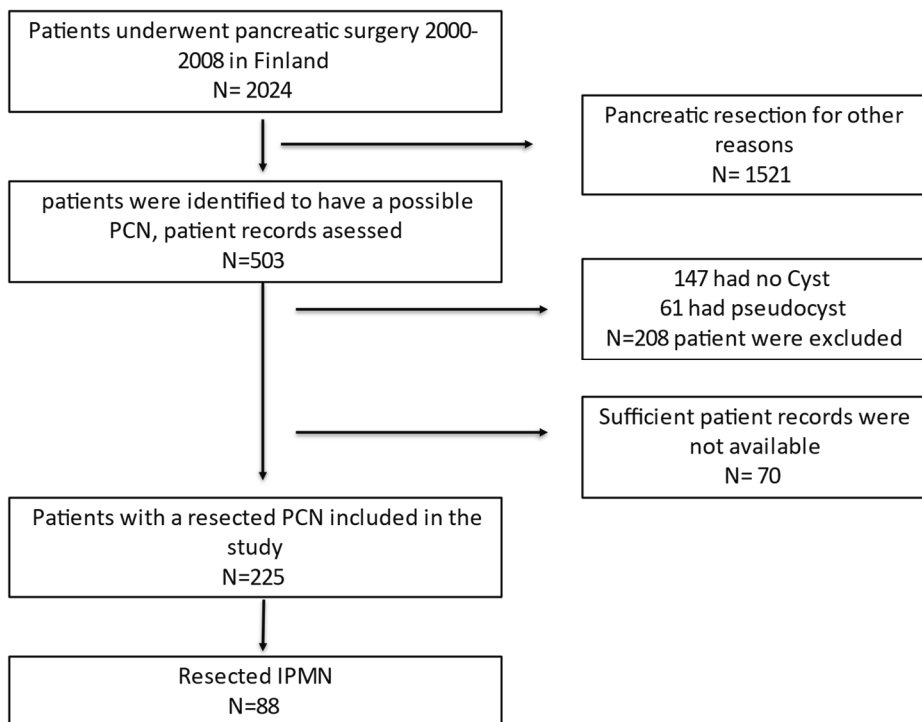 Patients underwent pancreatic surgery 2000-
2008 in Finland
N= 2024
Pancreatic resection for other
reasons
N= 1521
patients were identified to have a possible
PCN, patient records asessed
N=503
147 had no Cyst
61 had pseudocyst
N=208 patient were excluded
Sufficient patient records were
not available
N= 70
Patients with a resected PCN included in the
study
N=225
Resected IPMN
N=88